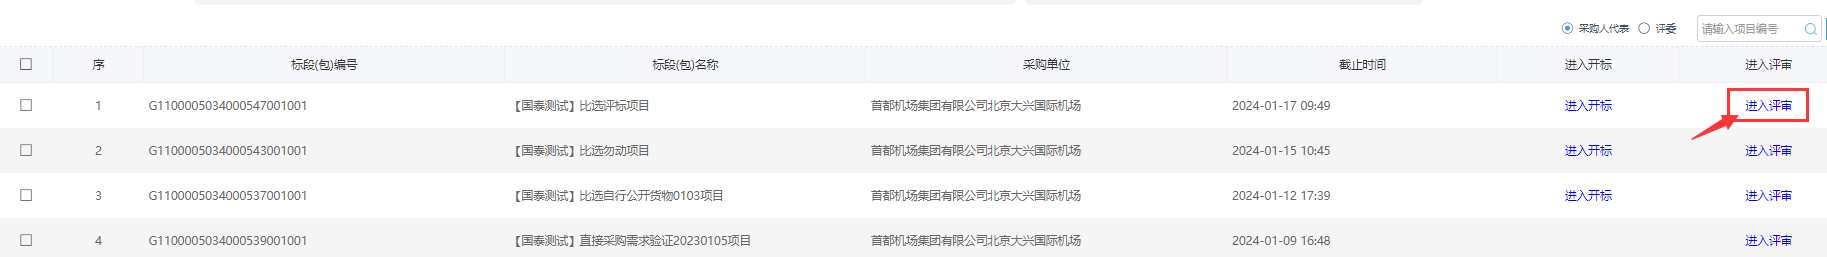 采购人代表 评委 请输入项目编号
序 标段(包)编号 标段(包)名称 采购单位 截止时间 进入开标 进入评审
1 G1100005034000547001001 【国泰测试】比选评标项目 首都机场集团有限公司北京大兴国际机场 2024-01-17 09:49 进入开标 进入评审
2 G1100005034000543001001 【国泰测试】比选勿动项目 首都机场集团有限公司北京大兴国际机场 2024-01-15 10:45 进入开标 进入评审
3 G1100005034000537001001 【国泰测试】比选自行公开货物0103项目 首都机场集团有限公司北京大兴国际机场 2024-01-12 17:39 进入开标 进入评审
4 G1100005034000539001001 【国泰测试】直接采购需求验证20230105项目 首都机场集团有限公司北京大兴国际机场 2024-01-09 16:48 进入评审